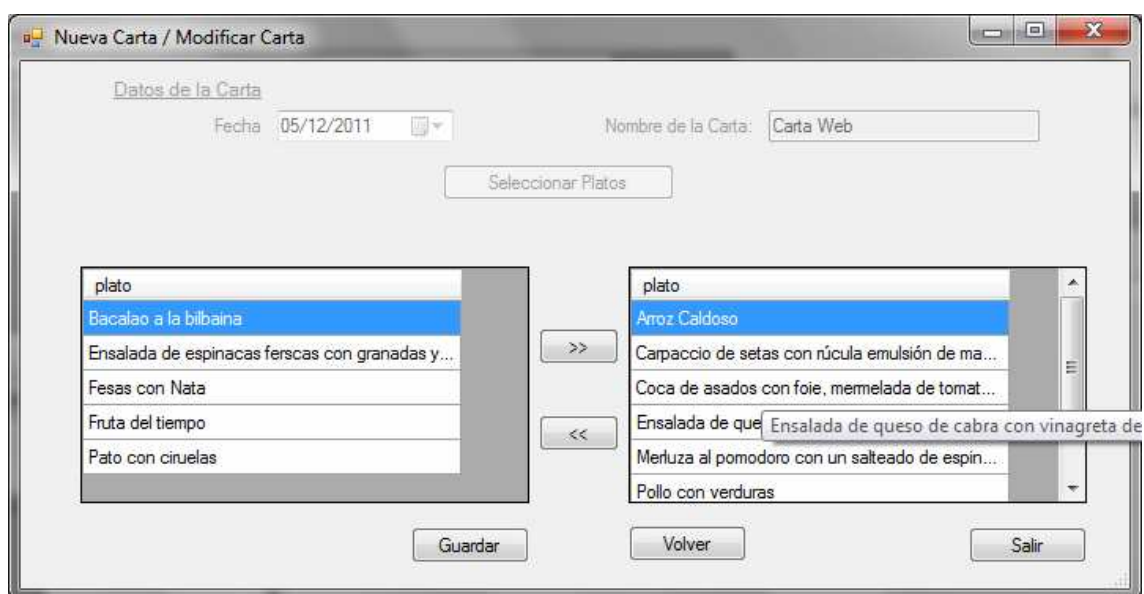 Nueva Carta / Modificar Carta
Datos de la Carta
Fecha 05/12/2011
Nombre de la Carta: Carta Web
Seleccionar Platos
plato
Bacalao a la bilbaina
Ensalada de espinacas ferscas con granadas y...
Fesas con Nata
Fruta del tiempo
Pato con ciruelas
>>
<<
plato
Arroz Caldoso
Carpaccio de setas con rúcula emulsión de ma...
Coca de asados con foie, mermelada de tomat...
Ensalada de que
Ensalada de queso de cabra con vinagreta de
Merluza al pomodoro con un salteado de espin...
Pollo con verduras
Guardar
Volver
Salir